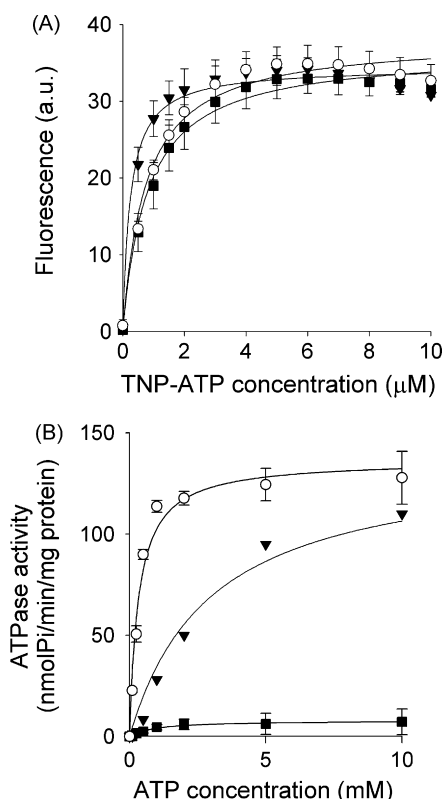 (A)
40
30
20
10
0
Fluorescence (a.u.)
0 2 4 6 8 10
TNP-ATP concentration (μM)
(B)
150
100
50
0
ATPase activity
(nmolPi/min/mg protein)
0 5 10
ATP concentration (mM)